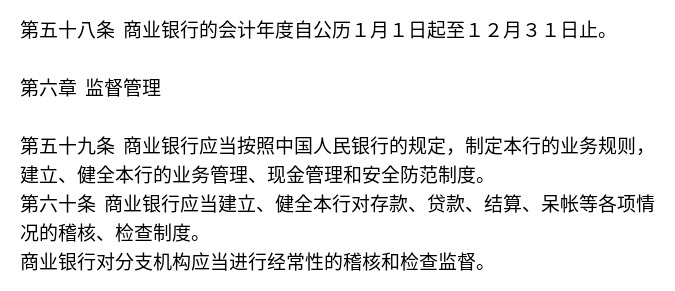 第五十八条 商业银行的会计年度自公历１月１日起至１２月３１日止。
第六章 监督管理
第五十九条 商业银行应当按照中国人民银行的规定，制定本行的业务规则，
建立、健全本行的业务管理、现金管理和安全防范制度。
第六十条 商业银行应当建立、健全本行对存款、贷款、结算、呆帐等各项情
况的稽核、检查制度。
商业银行对分支机构应当进行经常性的稽核和检查监督。